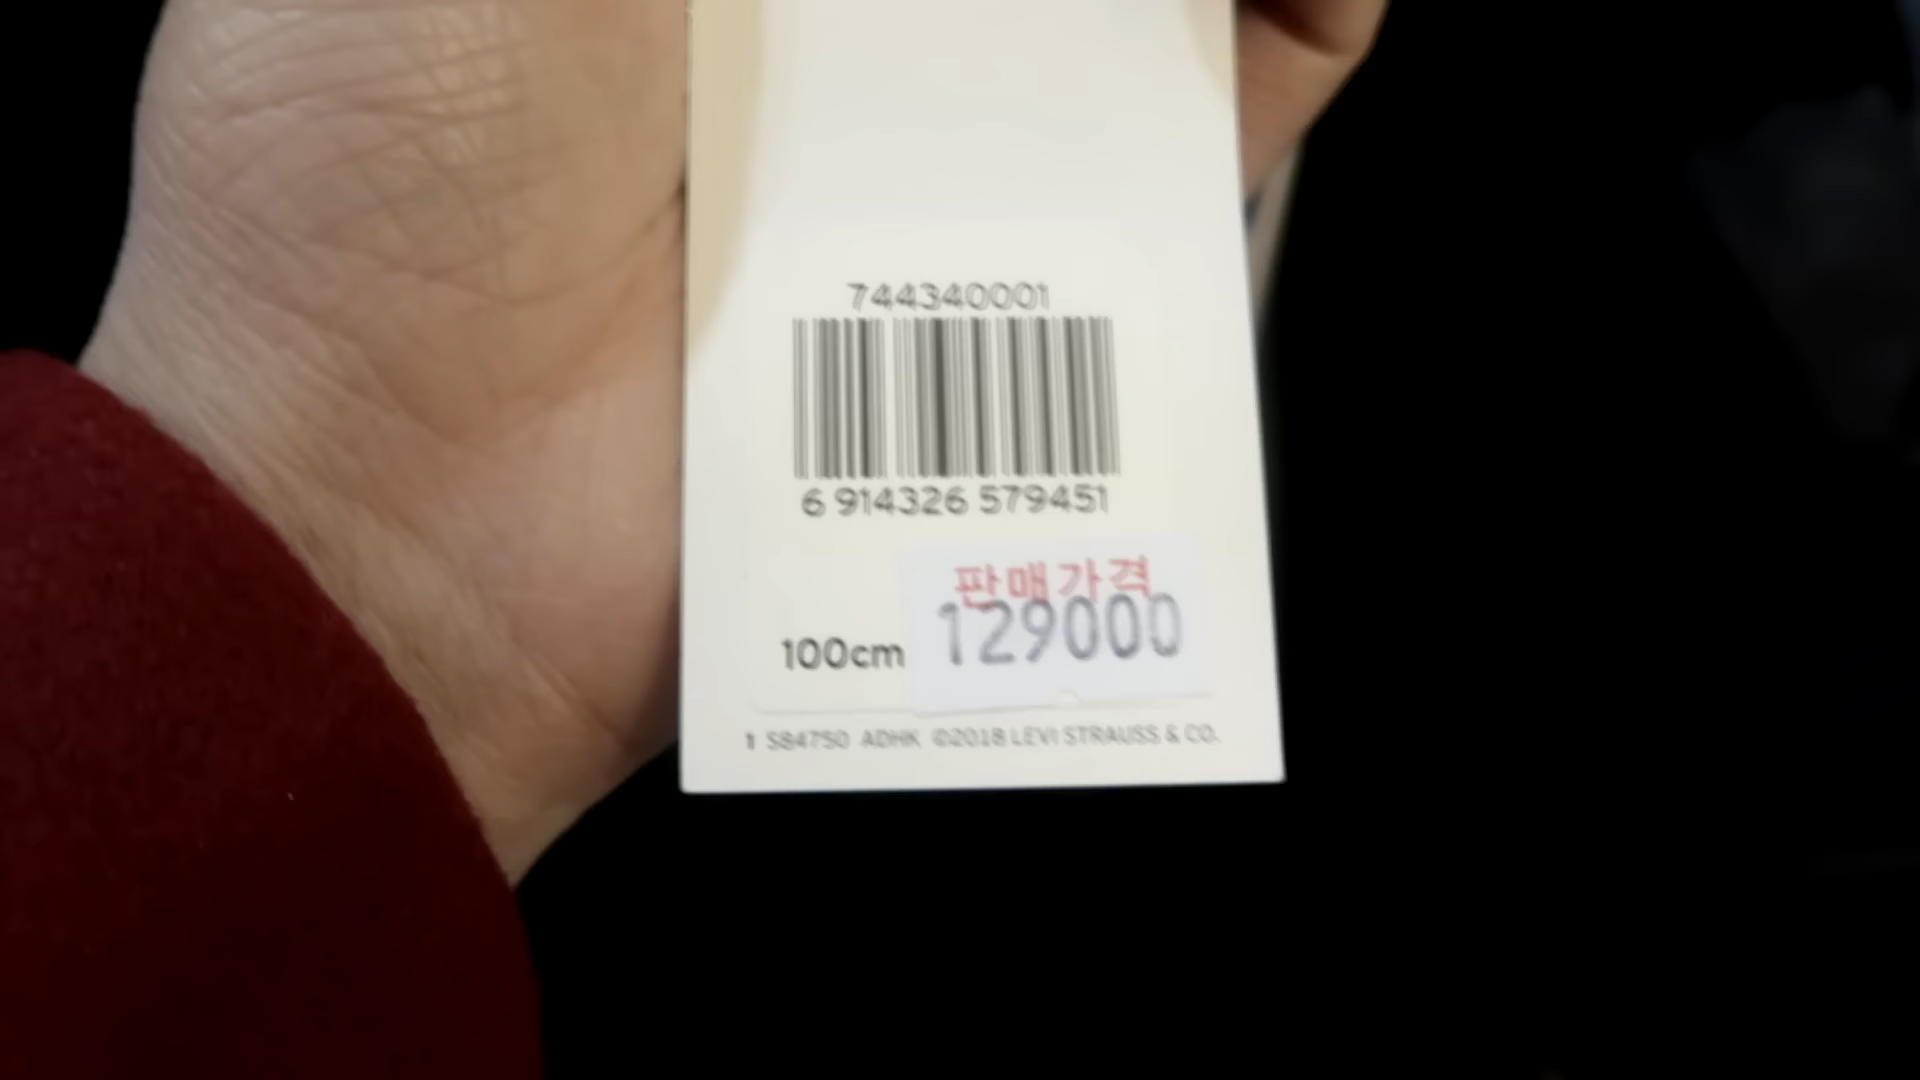 744340001
6 914326 579451
판매가격
129000
100cm
1 S84750 ADHK ©2018 LEVI STRAUSS & CO.